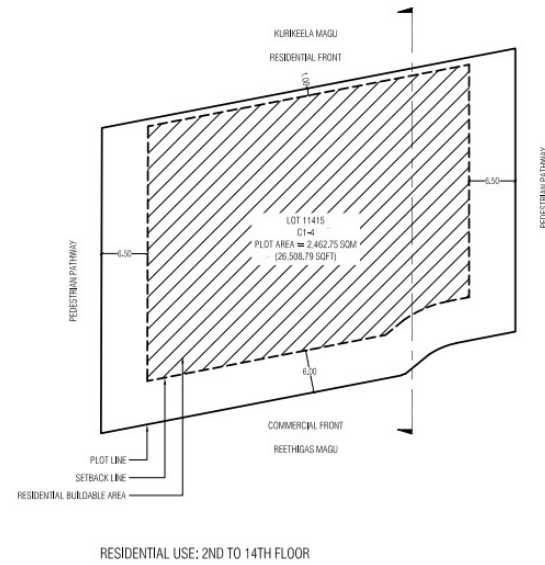 KURIKEELA MAGU
RESIDENTIAL FRONT
1.00
PEDESTRIAN PATHWAY
6.50
LOT 11415
C1-4
PLOT AREA = 2,462.75 SQM
(26,508.79 SQFT)
6.50
PEDESTRIAN PATHWAY
6.00
COMMERCIAL FRONT
REETHIGAS MAGU
PLOT LINE
SETBACK LINE
RESIDENTIAL BUILDABLE AREA
RESIDENTIAL USE: 2ND TO 14TH FLOOR